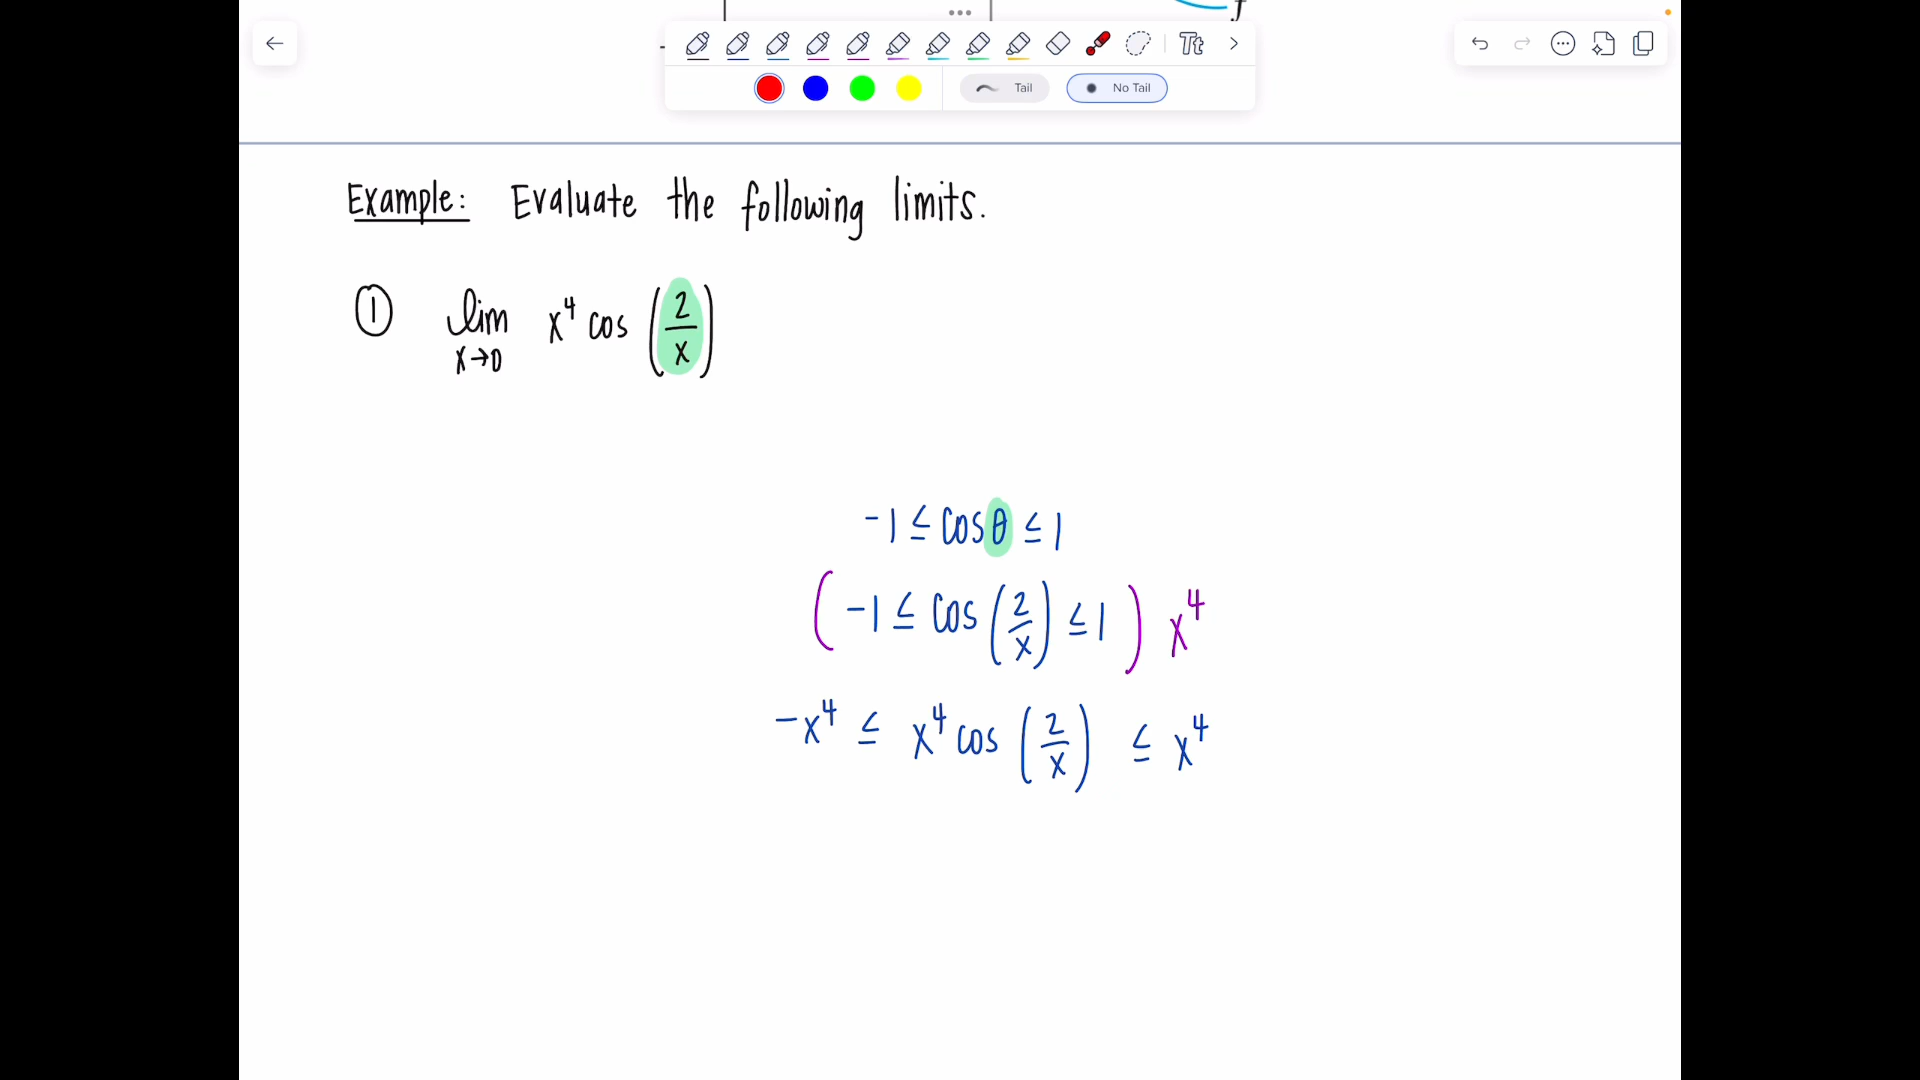 Tt
Tail
No Tail
Example: Evaluate the following limits.
① lim x→0 x⁴ cos (2/x)
-1 ≤ cos θ ≤ 1
( -1 ≤ cos (2/x) ≤ 1 ) x⁴
-x⁴ ≤ x⁴ cos (2/x) ≤ x⁴